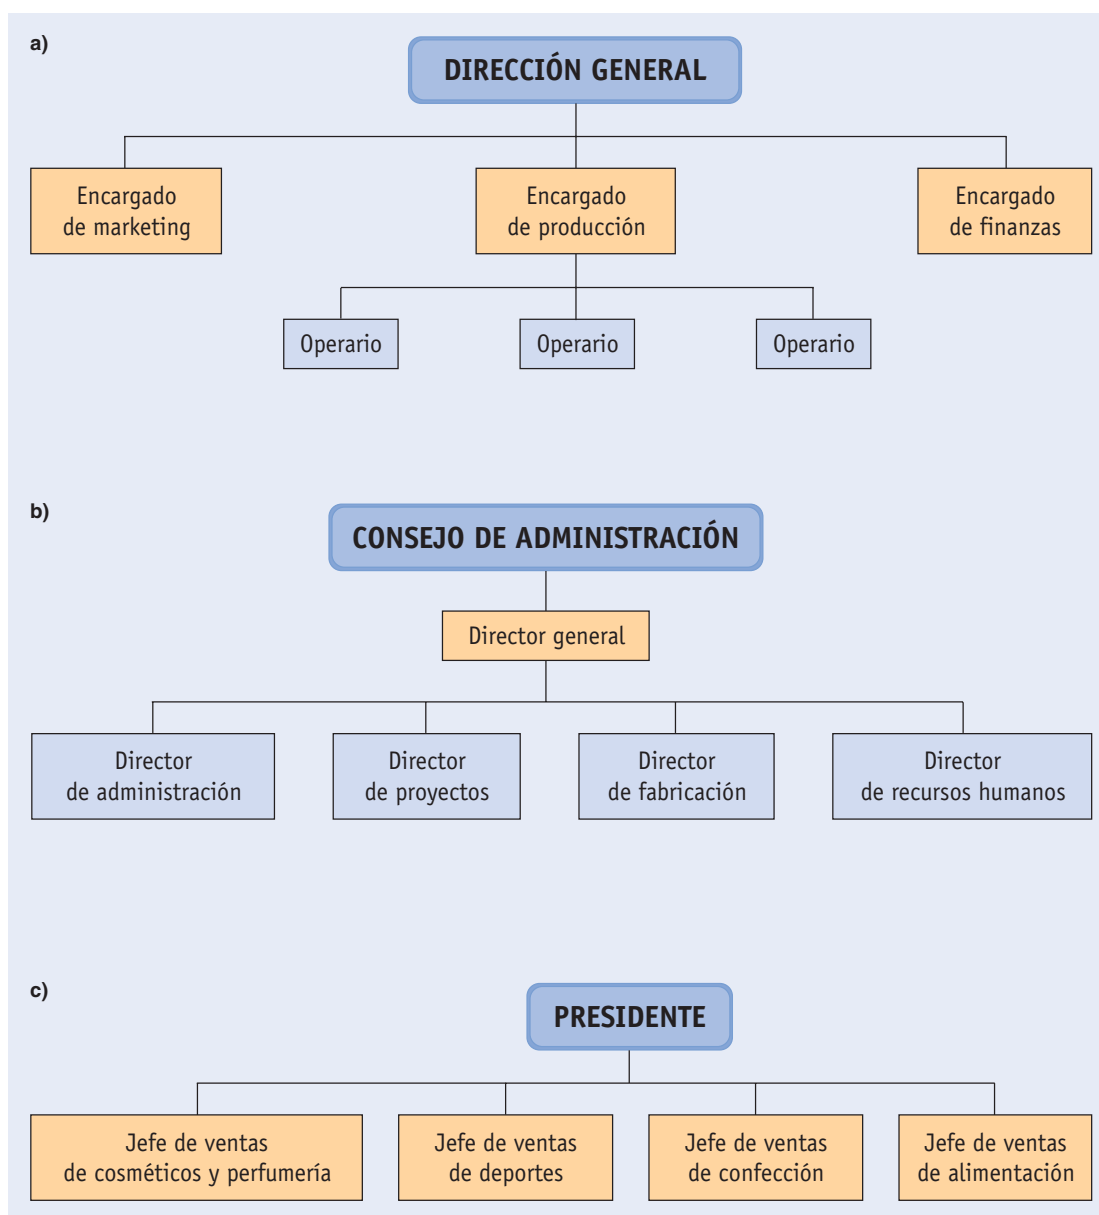 a)
DIRECCIÓN GENERAL
Encargado
de marketing
Encargado
de producción
Encargado
de finanzas
Operario
Operario
Operario
b)
CONSEJO DE ADMINISTRACIÓN
Director general
Director
de administración
Director
de proyectos
Director
de fabricación
Director
de recursos humanos
c)
PRESIDENTE
Jefe de ventas
de cosméticos y perfumería
Jefe de ventas
de deportes
Jefe de ventas
de confección
Jefe de ventas
de alimentación